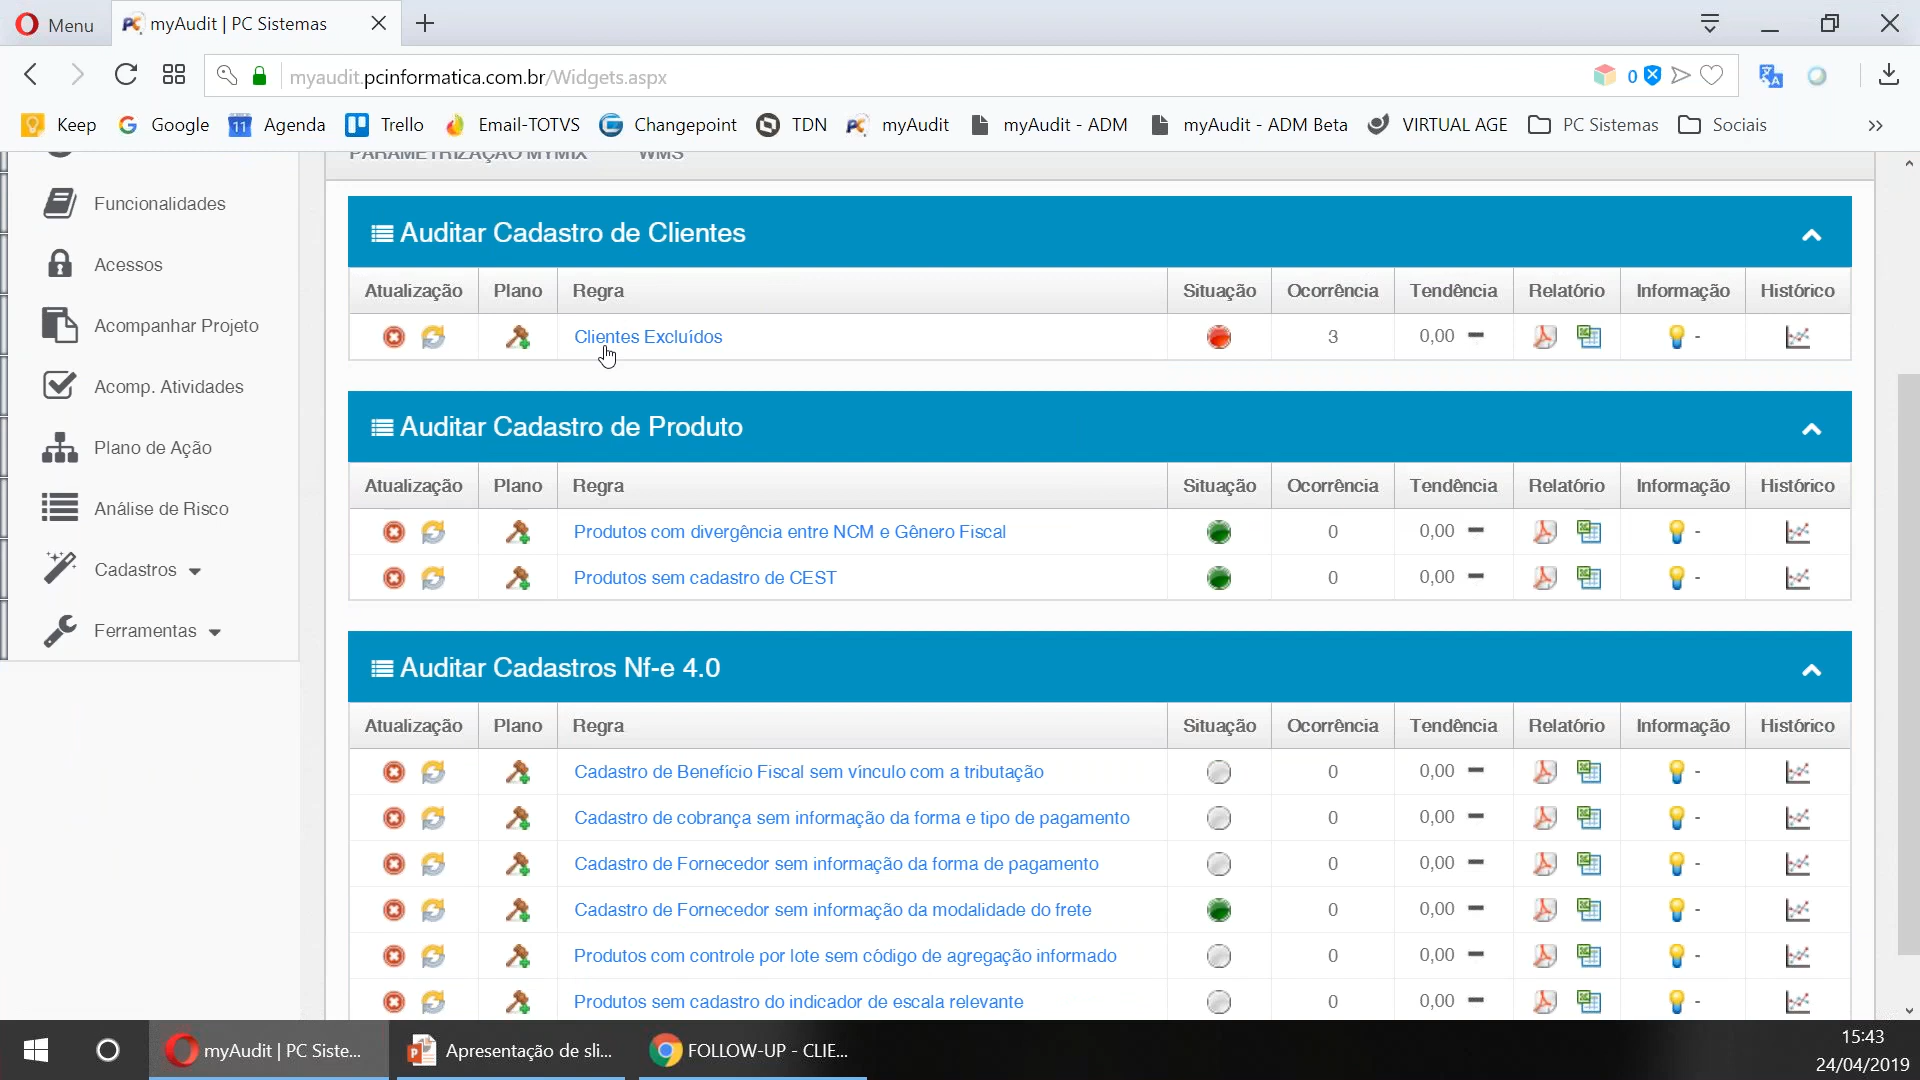 Menu
myAudit | PC Sistemas
myaudit.pcinformatica.com.br/Widgets.aspx
0
Keep
Google
11
Agenda
Trello
Email-TOTVS
Changepoint
TDN
myAudit
myAudit - ADM
myAudit - ADM Beta
VIRTUAL AGE
PC Sistemas
Sociais
»
PARAMETRIZAÇÃO MYMIX WMS
Funcionalidades
Acessos
Acompanhar Projeto
Acomp. Atividades
Plano de Ação
Análise de Risco
Cadastros
Ferramentas
Auditar Cadastro de Clientes
Atualização Plano Regra Situação Ocorrência Tendência Relatório Informação Histórico
Clientes Excluídos 3 0,00 -
Auditar Cadastro de Produto
Atualização Plano Regra Situação Ocorrência Tendência Relatório Informação Histórico
Produtos com divergência entre NCM e Gênero Fiscal 0 0,00 -
Produtos sem cadastro de CEST 0 0,00 -
Auditar Cadastros Nf-e 4.0
Atualização Plano Regra Situação Ocorrência Tendência Relatório Informação Histórico
Cadastro de Benefício Fiscal sem vínculo com a tributação 0 0,00 -
Cadastro de cobrança sem informação da forma e tipo de pagamento 0 0,00 -
Cadastro de Fornecedor sem informação da forma de pagamento 0 0,00 -
Cadastro de Fornecedor sem informação da modalidade do frete 0 0,00 -
Produtos com controle por lote sem código de agregação informado 0 0,00 -
Produtos sem cadastro do indicador de escala relevante 0 0,00 -
myAudit | PC Siste...
Apresentação de sli...
FOLLOW-UP - CLIE...
15:43
24/04/2019